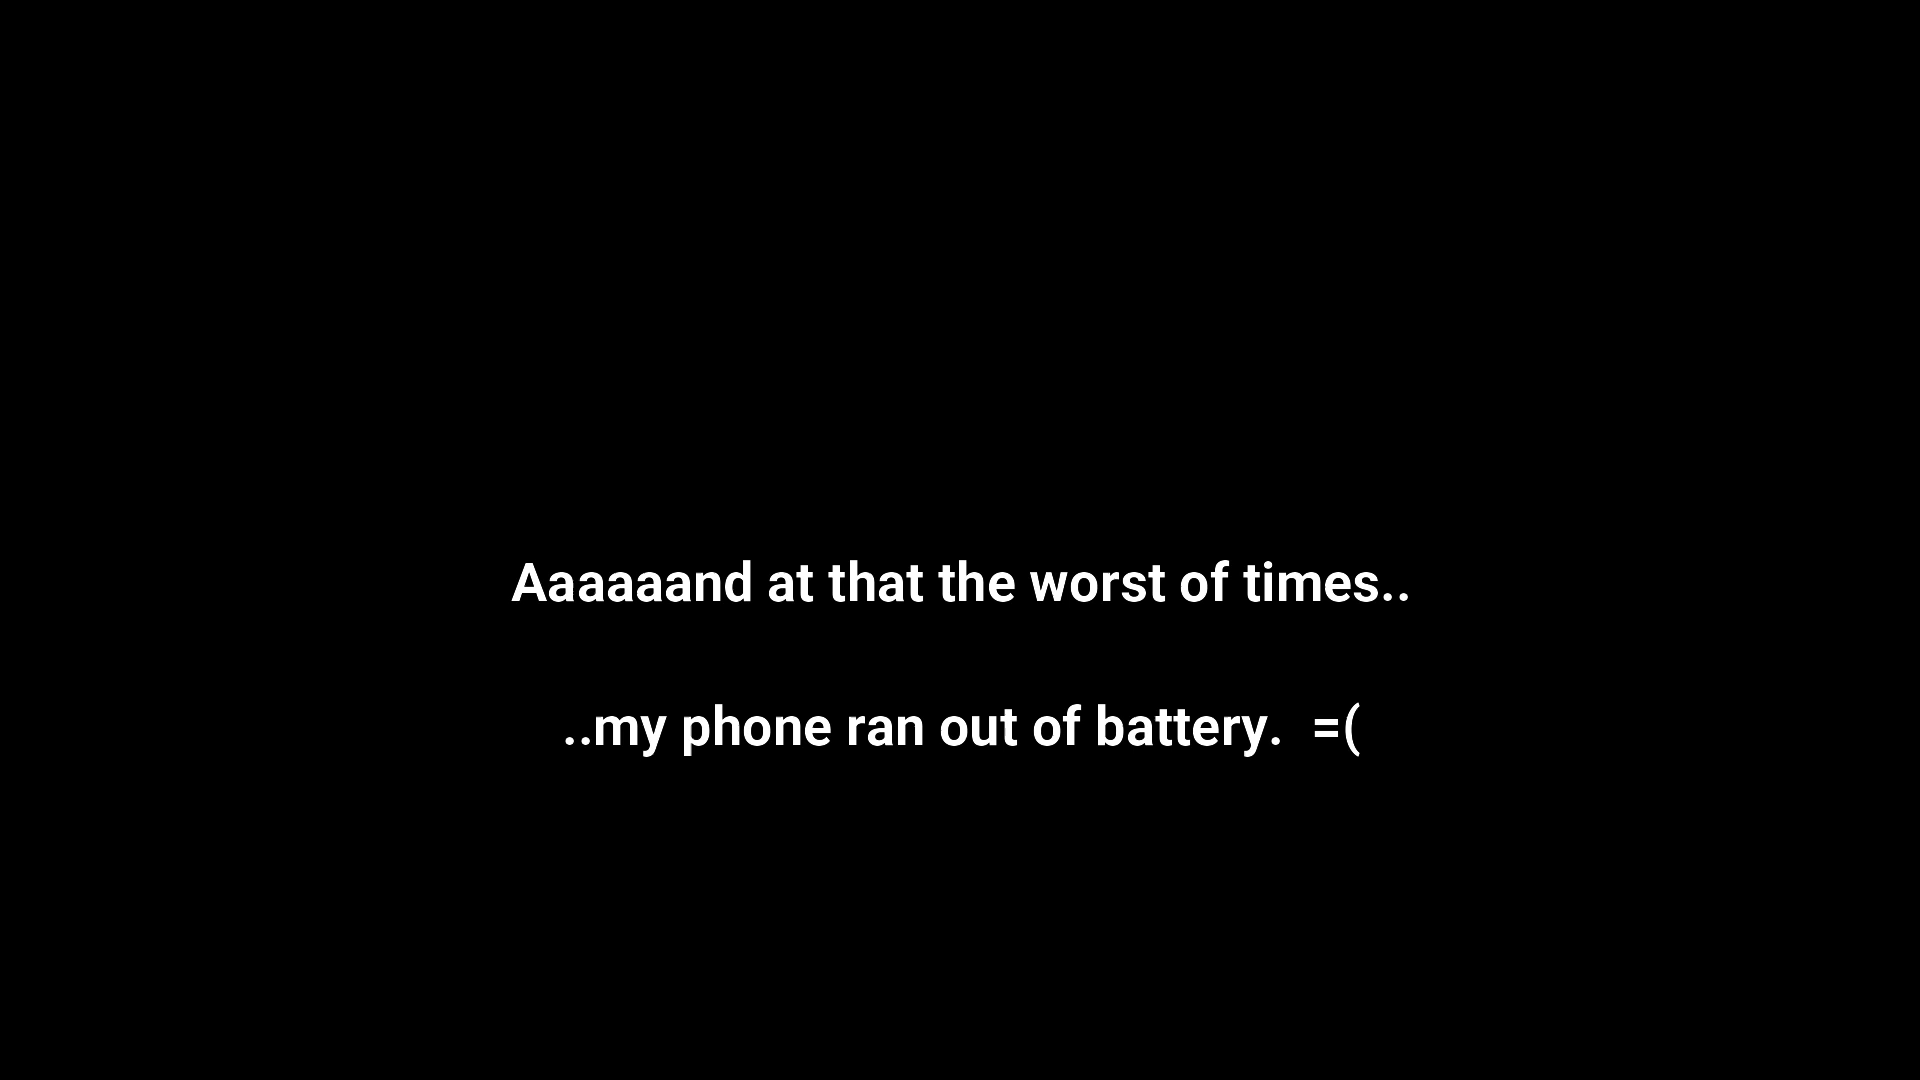 Aaaaaand at that the worst of times..
..my phone ran out of battery.  =(